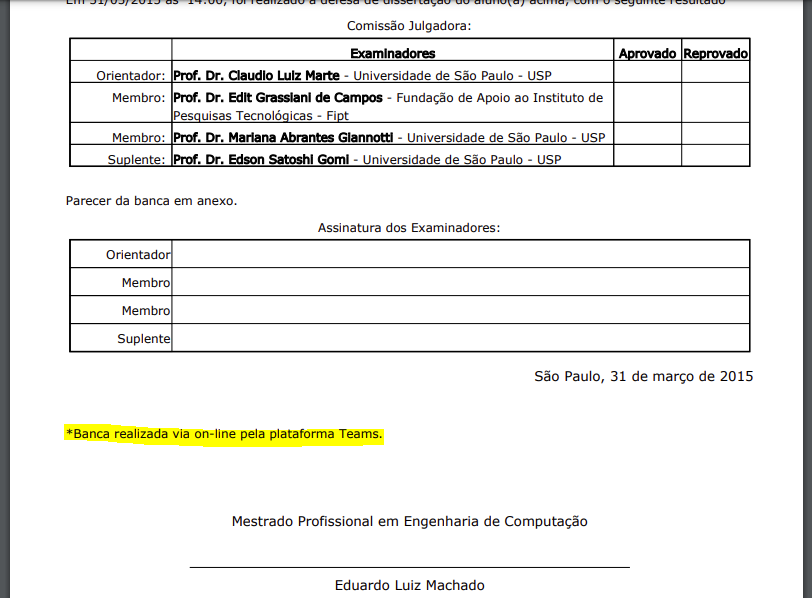 Em 31/03/2015 às 14:00, foi realizado a defesa de dissertação do aluno(a) acima, com o seguinte resultado
Comissão Julgadora:
Examinadores Aprovado Reprovado
Orientador: Prof. Dr. Claudio Luiz Marte - Universidade de São Paulo - USP
Membro: Prof. Dr. Edit Grassiani de Campos - Fundação de Apoio ao Instituto de
Pesquisas Tecnológicas - Fipt
Membro: Prof. Dr. Mariana Abrantes Giannotti - Universidade de São Paulo - USP
Suplente: Prof. Dr. Edson Satoshi Gomi - Universidade de São Paulo - USP
Parecer da banca em anexo.
Assinatura dos Examinadores:
Orientador
Membro
Membro
Suplente
São Paulo, 31 de março de 2015
*Banca realizada via on-line pela plataforma Teams.
Mestrado Profissional em Engenharia de Computação
Eduardo Luiz Machado